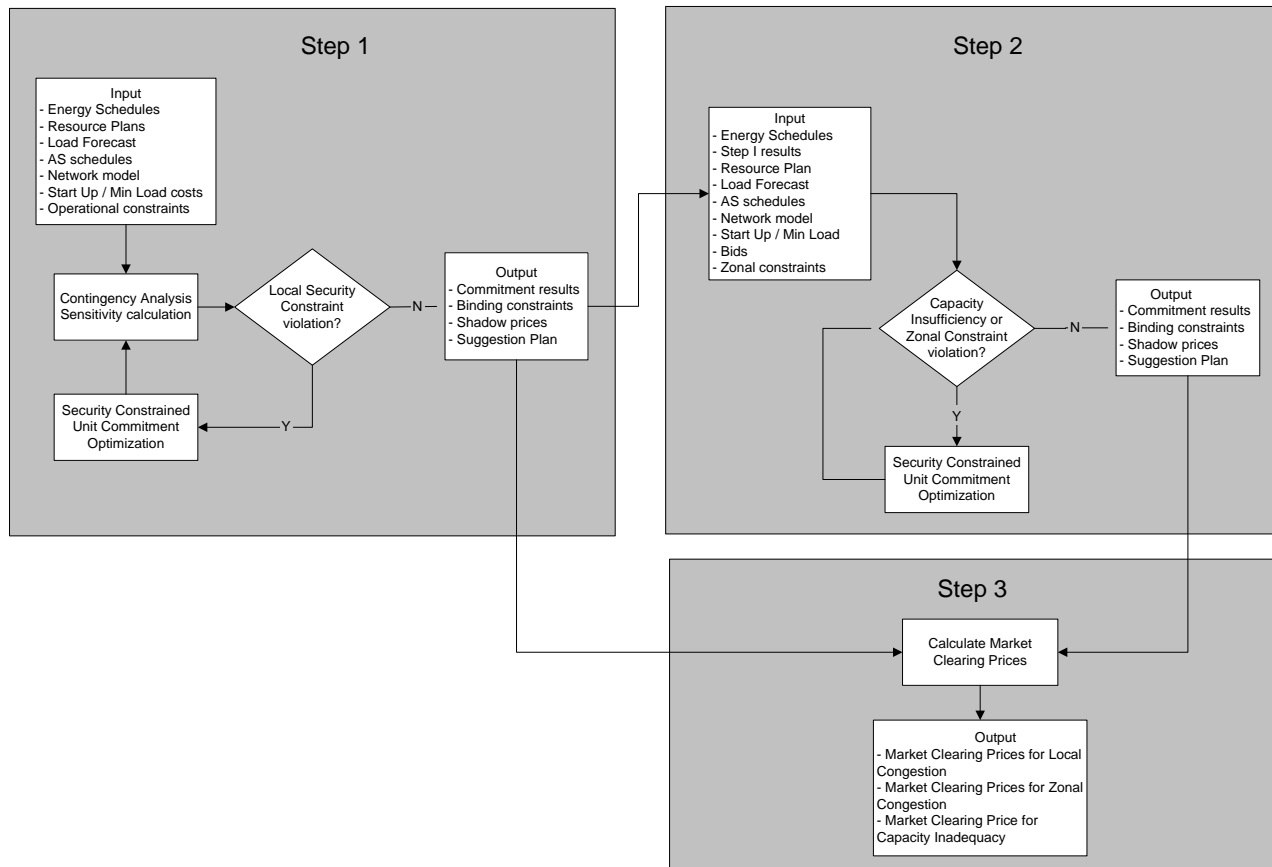 Step 1
Input
- Energy Schedules
- Resource Plans
- Load Forecast
- AS schedules
- Network model
- Start Up / Min Load costs
- Operational constraints
Contingency Analysis
Sensitivity calculation
Local Security
Constraint
violation?
N
Output
- Commitment results
- Binding constraints
- Shadow prices
- Suggestion Plan
Security Constrained
Unit Commitment
Optimization
Y
Step 2
Input
- Energy Schedules
- Step I results
- Resource Plan
- Load Forecast
- AS schedules
- Network model
- Start Up / Min Load
- Bids
- Zonal constraints
Capacity
Insufficiency or
Zonal Constraint
violation?
N
Output
- Commitment results
- Binding constraints
- Shadow prices
- Suggestion Plan
Y
Security Constrained
Unit Commitment
Optimization
Step 3
Calculate Market
Clearing Prices
Output
- Market Clearing Prices for Local
Congestion
- Market Clearing Prices for Zonal
Congestion
- Market Clearing Price for
Capacity Inadequacy